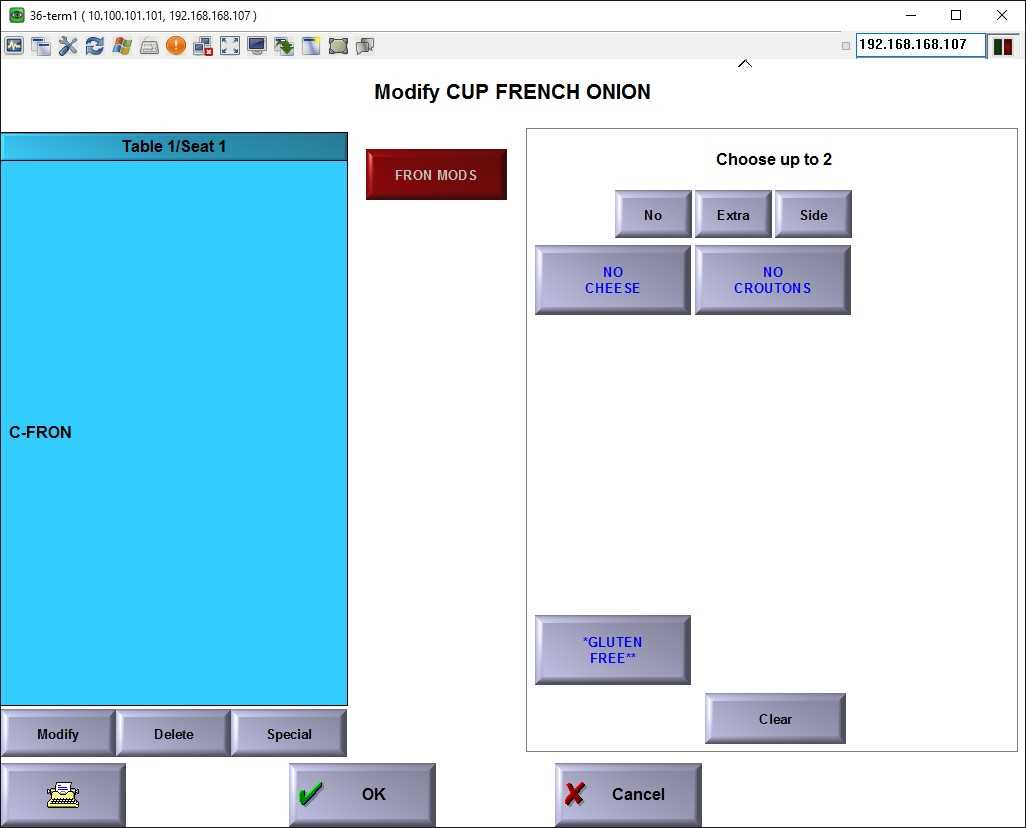 36-term1 ( 10.100.101.101, 192.168.168.107 )
192.168.168.107
Modify CUP FRENCH ONION
Table 1/Seat 1
C-FRON
FRON MODS
Choose up to 2
No
Extra
Side
NO
CHEESE
NO
CROUTONS
*GLUTEN
FREE**
Clear
Modify
Delete
Special
OK
Cancel